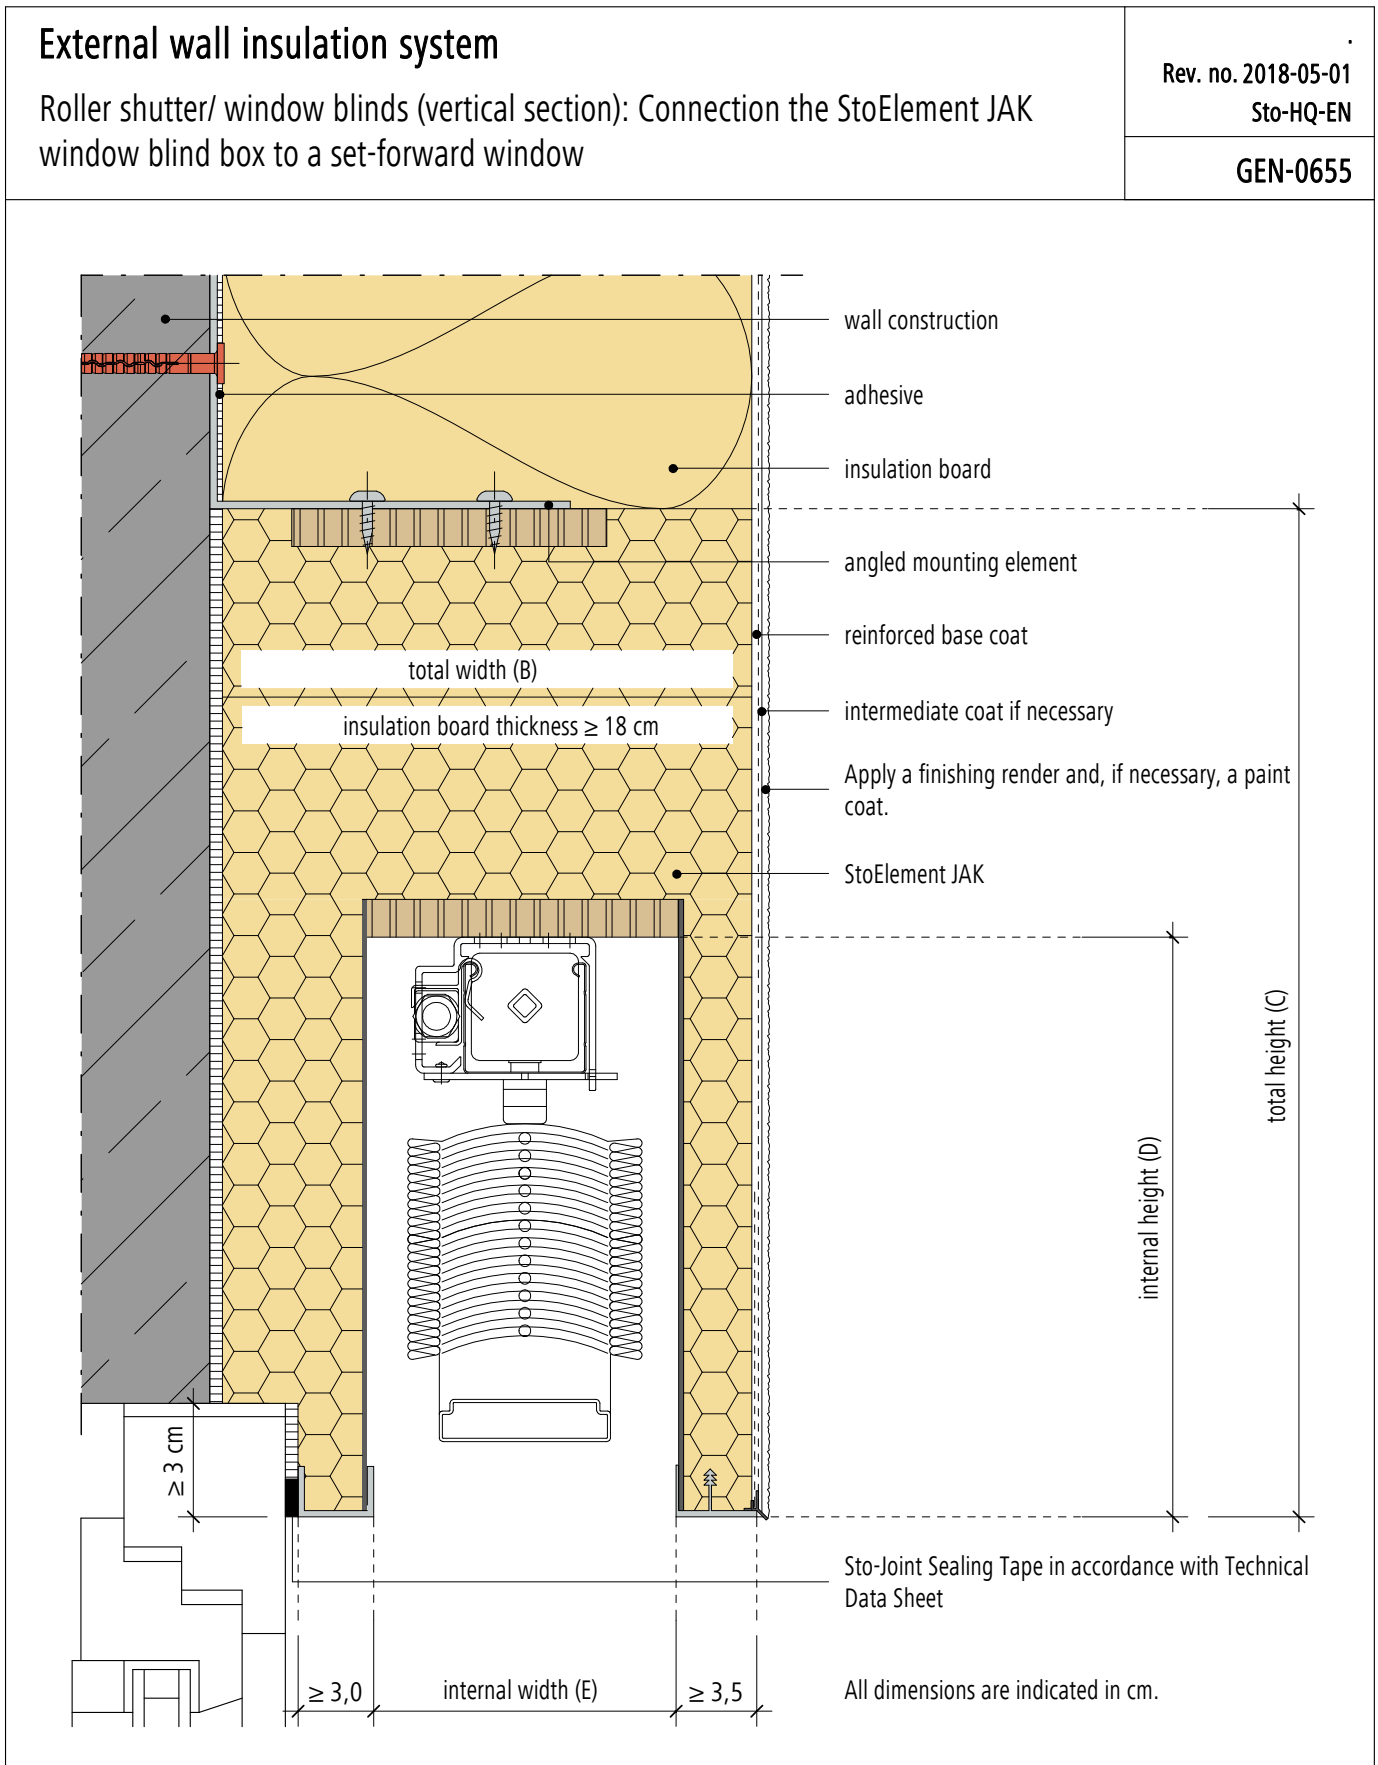 External wall insulation system
Roller shutter/ window blinds (vertical section): Connection the StoElement JAK
window blind box to a set-forward window
.
Rev. no. 2018-05-01
Sto-HQ-EN
GEN-0655
wall construction
adhesive
insulation board
angled mounting element
reinforced base coat
total width (B)
insulation board thickness ≥ 18 cm
intermediate coat if necessary
Apply a finishing render and, if necessary, a paint
coat.
StoElement JAK
total height (C)
internal height (D)
≥ 3 cm
Sto-Joint Sealing Tape in accordance with Technical
Data Sheet
≥ 3,0
internal width (E)
≥ 3,5
All dimensions are indicated in cm.